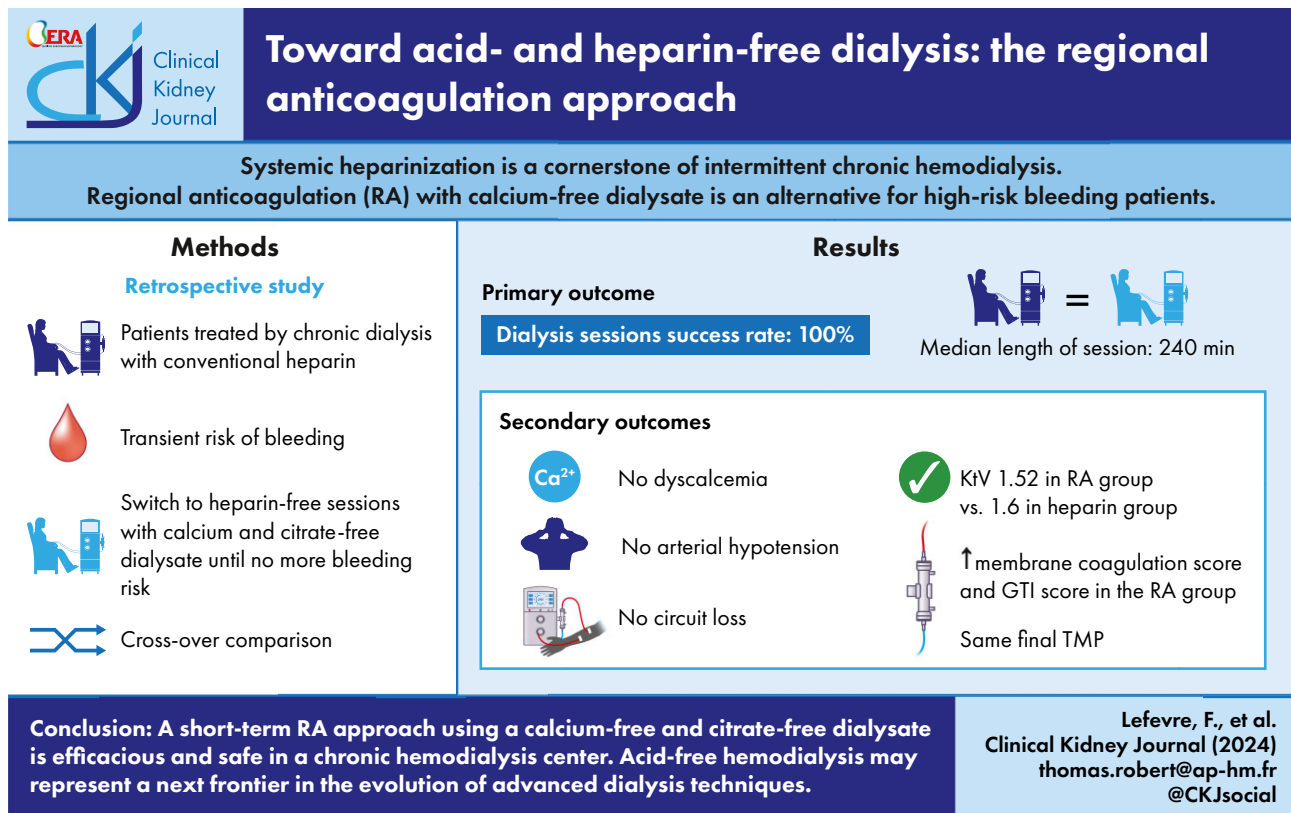 ERA
CKJ
Clinical
Kidney
Journal
Toward acid- and heparin-free dialysis: the regional
anticoagulation approach
Systemic heparinization is a cornerstone of intermittent chronic hemodialysis.
Regional anticoagulation (RA) with calcium-free dialysate is an alternative for high-risk bleeding patients.
Methods
Retrospective study
Patients treated by chronic dialysis
with conventional heparin
Transient risk of bleeding
Switch to heparin-free sessions
with calcium and citrate-free
dialysate until no more bleeding
risk
Cross-over comparison
Results
Primary outcome
Dialysis sessions success rate: 100%
=
Median length of session: 240 min
Secondary outcomes
Ca²⁺
No dyscalcemia
No arterial hypotension
No circuit loss
✓
KtV 1.52 in RA group
vs. 1.6 in heparin group
↑membrane coagulation score
and GTI score in the RA group
Same final TMP
Conclusion: A short-term RA approach using a calcium-free and citrate-free dialysate
is efficacious and safe in a chronic hemodialysis center. Acid-free hemodialysis may
represent a next frontier in the evolution of advanced dialysis techniques.
Lefevre, F., et al.
Clinical Kidney Journal (2024)
thomas.robert@ap-hm.fr
@CKJsocial